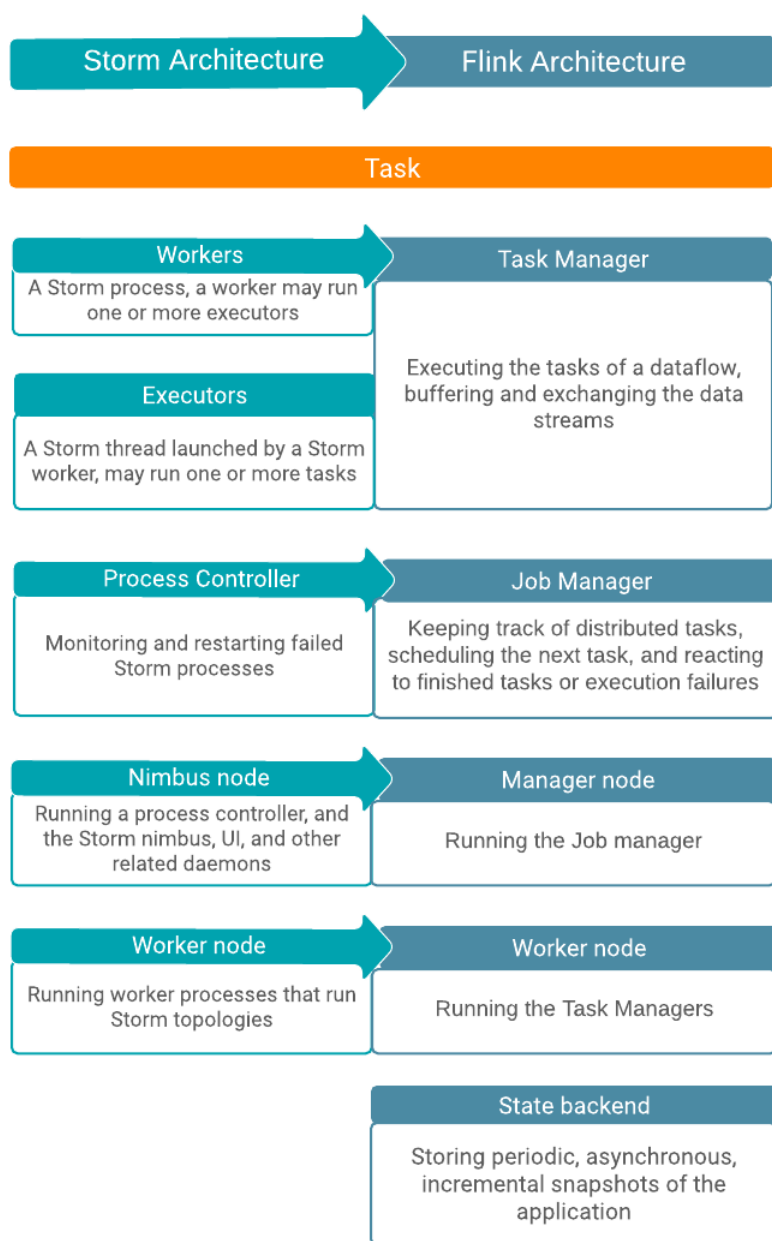 Storm Architecture
Flink Architecture
Task
Workers
A Storm process, a worker may run
one or more executors
Task Manager
Executing the tasks of a dataflow,
buffering and exchanging the data
streams
Executors
A Storm thread launched by a Storm
worker, may run one or more tasks
Process Controller
Monitoring and restarting failed
Storm processes
Job Manager
Keeping track of distributed tasks,
scheduling the next task, and reacting
to finished tasks or execution failures
Nimbus node
Running a process controller, and
the Storm nimbus, UI, and other
related daemons
Manager node
Running the Job manager
Worker node
Running worker processes that run
Storm topologies
Worker node
Running the Task Managers
State backend
Storing periodic, asynchronous,
incremental snapshots of the
application